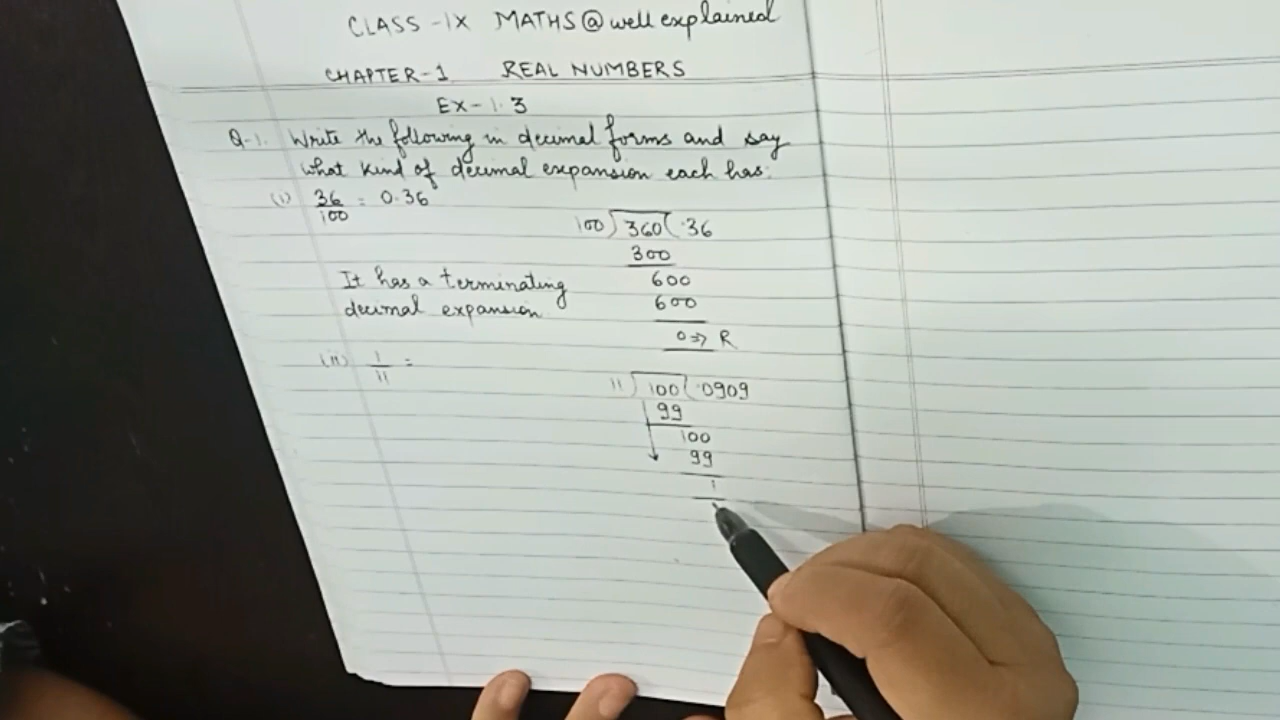 CLASS -IX MATHS @ well explained
CHAPTER-1 REAL NUMBERS
EX-1.3
Q-1. Write the following in decimal forms and say
what kind of decimal expansion each has:
(i) 36/100 = 0.36
100 ) 360 ( .36
300
600
600
0 => R
It has a terminating
decimal expansion
(ii) 1/11 =
11 ) 100 ( .0909
99
100
99
1